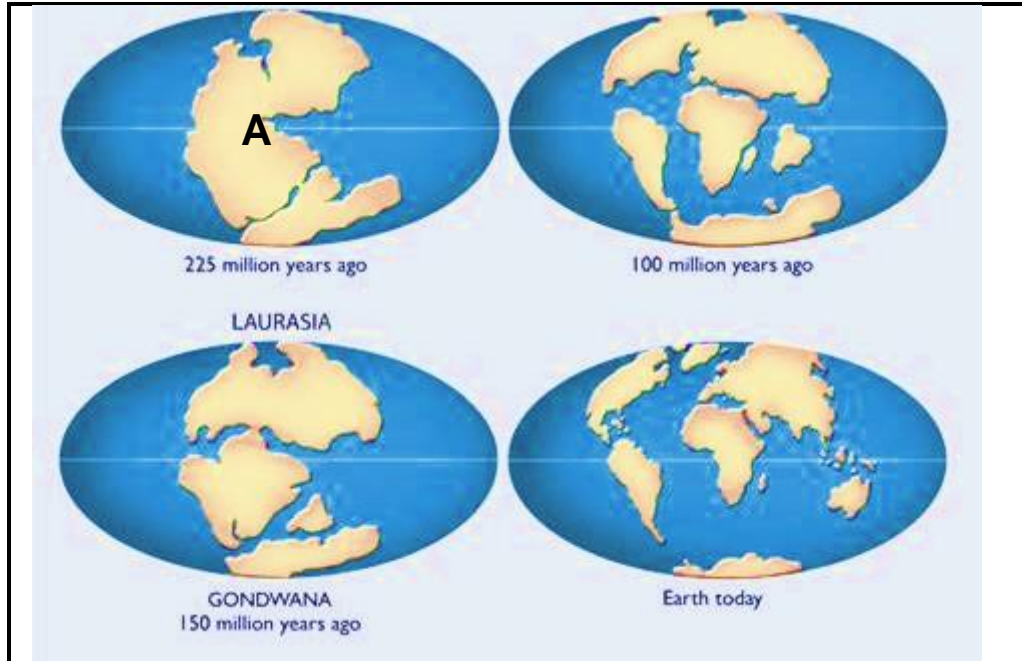 A
225 million years ago
100 million years ago
LAURASIA
GONDWANA
150 million years ago
Earth today